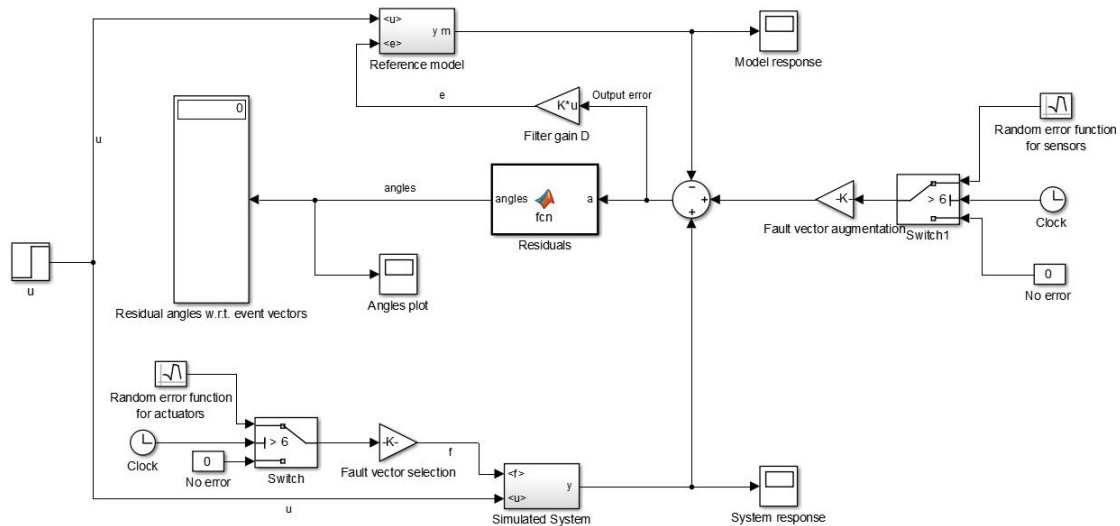 <u>
<e>
y m
Reference model
Model response
e
Output error
K*u
Filter gain D
Random error function
for sensors
0
u
angles
angles
fcn
a
Residuals
−
+
+
-K-
Fault vector augmentation
> 6
Switch1
Clock
0
No error
u
Residual angles w.r.t. event vectors
Angles plot
Random error function
for actuators
Clock
0
No error
> 6
Switch
-K-
Fault vector selection
f
<f>
<u>
y
Simulated System
System response
u